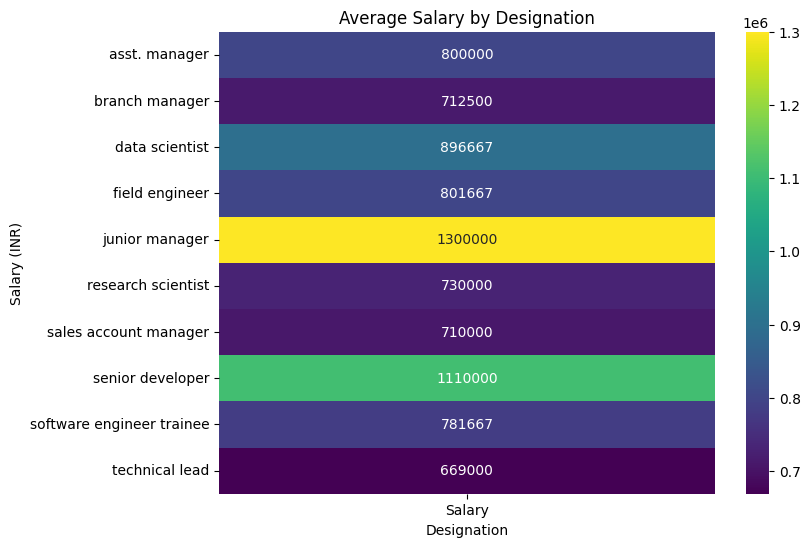 Average Salary by Designation
1e6
asst. manager
800000
branch manager
712500
data scientist
896667
field engineer
801667
junior manager
1300000
research scientist
730000
sales account manager
710000
senior developer
1110000
software engineer trainee
781667
technical lead
669000
Salary (INR)
Salary
Designation
1.3
1.2
1.1
1.0
0.9
0.8
0.7